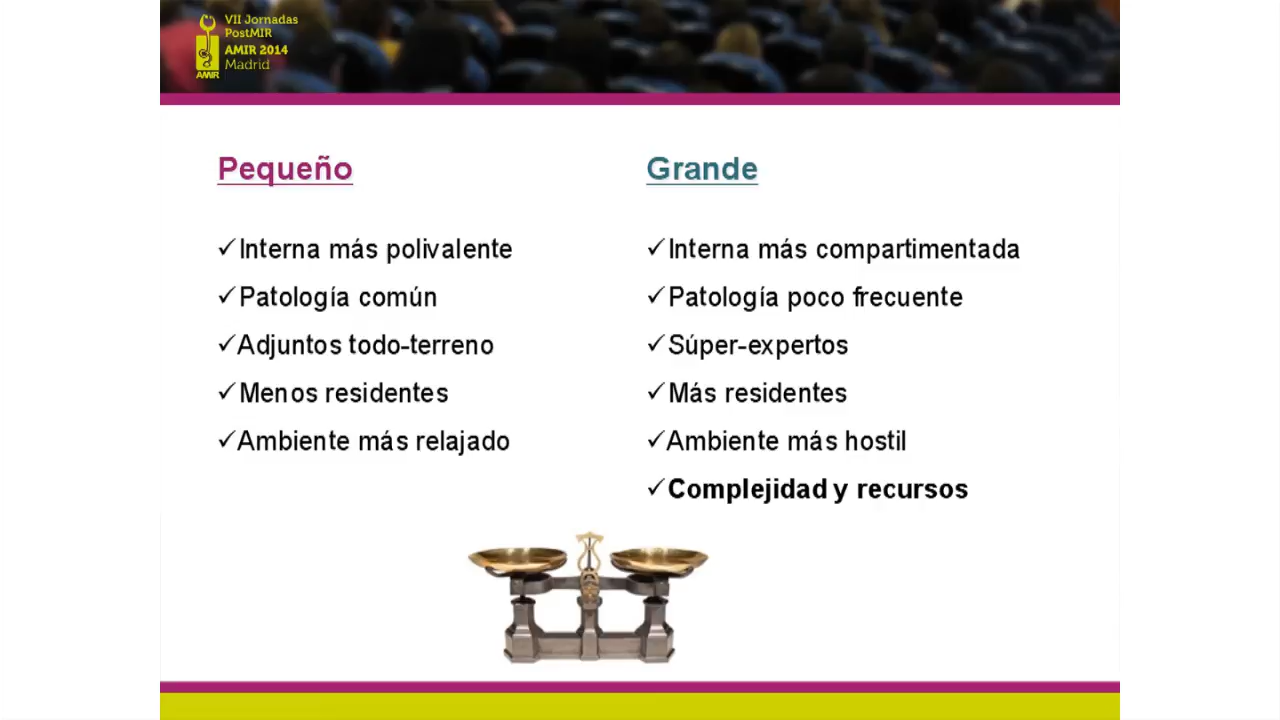 VII Jornadas
PostMIR
AMIR 2014
Madrid
AMIR
Pequeño
✓Interna más polivalente
✓Patología común
✓Adjuntos todo-terreno
✓Menos residentes
✓Ambiente más relajado
Grande
✓Interna más compartimentada
✓Patología poco frecuente
✓Súper-expertos
✓Más residentes
✓Ambiente más hostil
✓Complejidad y recursos